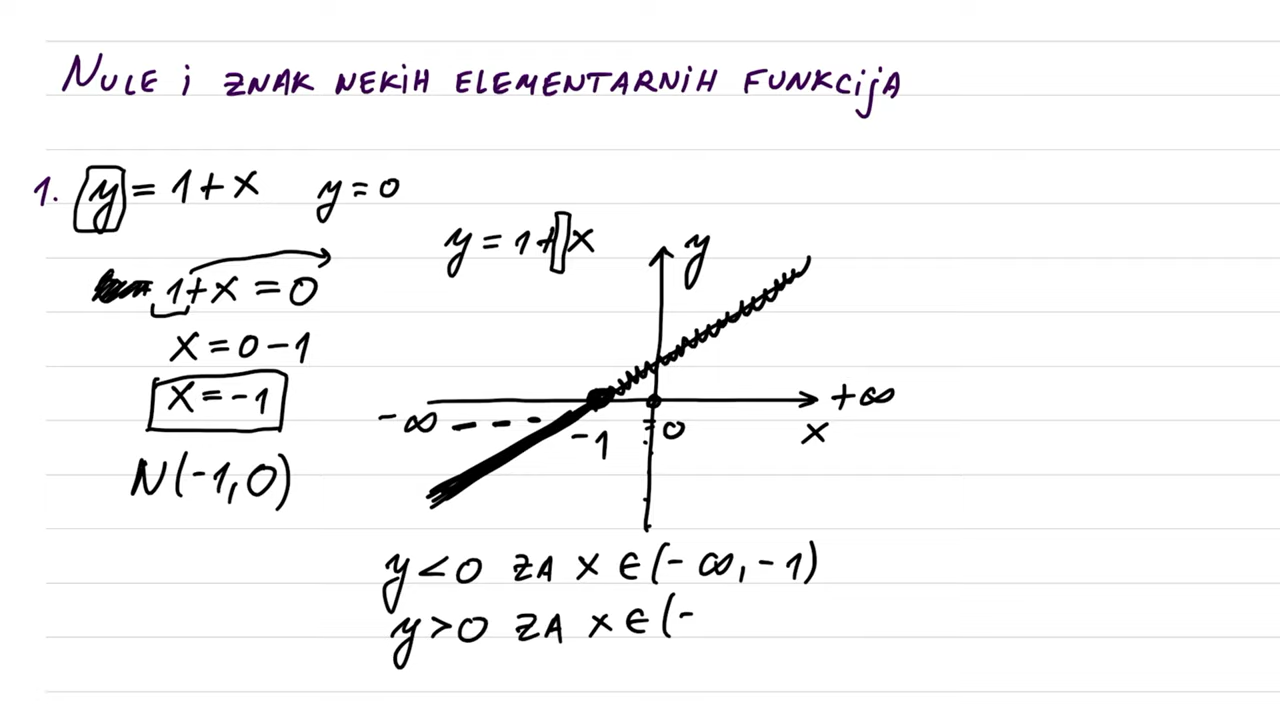 NULE i ZNAK NEKIH ELEMENTARNIH FUNKCIJA
1. y = 1 + x   y = 0
1 + x = 0
x = 0 - 1
x = -1
N(-1, 0)
y = 1 + x
y
-∞
+∞
-1
0
x
y < 0 ZA x ∈ (-∞, -1)
y > 0 ZA x ∈ (-